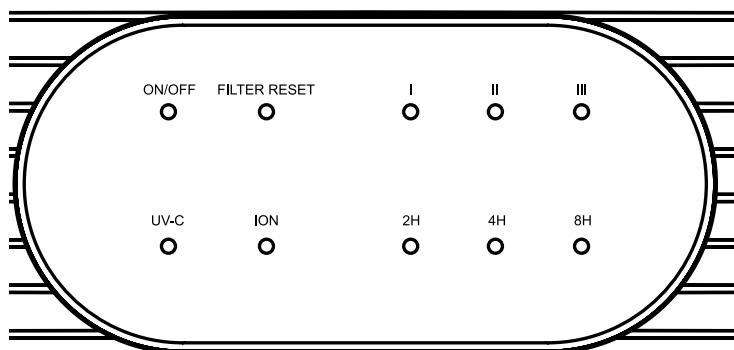 ON/OFF FILTER RESET I II III
UV-C ION 2H 4H 8H